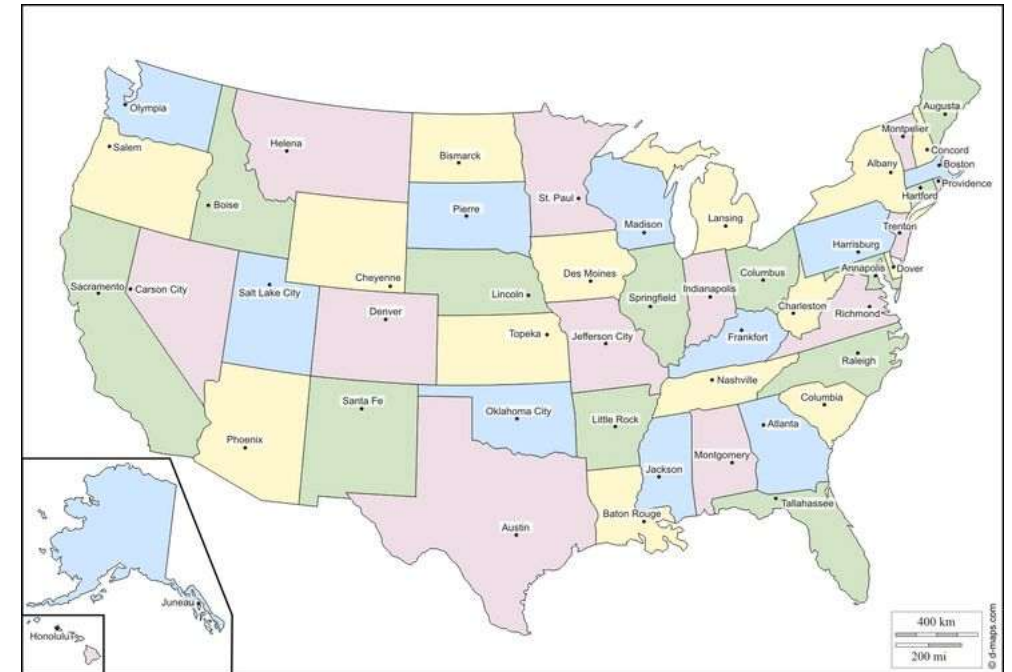 Olympia
Salem
Helena
Boise
Bismarck
Pierre
St. Paul
Madison
Lansing
Augusta
Montpelier
Concord
Albany
Boston
Hartford
Providence
Trenton
Harrisburg
Annapolis
Dover
Sacramento
Carson City
Salt Lake City
Cheyenne
Denver
Lincoln
Des Moines
Springfield
Indianapolis
Columbus
Charleston
Richmond
Topeka
Jefferson City
Frankfort
Raleigh
Nashville
Columbia
Phoenix
Santa Fe
Oklahoma City
Little Rock
Atlanta
Jackson
Montgomery
Tallahassee
Baton Rouge
Austin
Juneau
Honolulu
400 km
200 mi
© d-maps.com